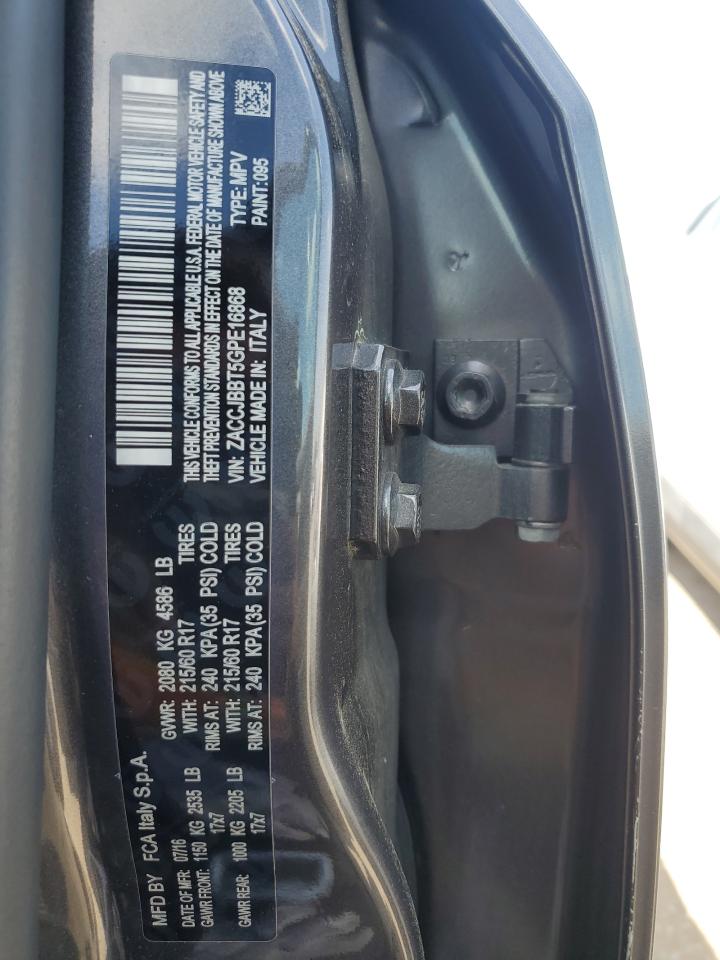 MFD BY FCA Italy S.p.A.
DATE OF MFR: 07/16 GVWR: 2080 KG 4586 LB
GAWR FRONT: 1150 KG 2535 LB WITH: 215/60 R17 TIRES
17x7 RIMS AT: 240 KPA(35 PSI) COLD
GAWR REAR: 1000 KG 2205 LB WITH: 215/60 R17 TIRES
17x7 RIMS AT: 240 KPA(35 PSI) COLD
THIS VEHICLE CONFORMS TO ALL APPLICABLE U.S.A. FEDERAL MOTOR VEHICLE SAFETY AND
THEFT PREVENTION STANDARDS IN EFFECT ON THE DATE OF MANUFACTURE SHOWN ABOVE
VIN: ZACCJBBT5GPE16868 TYPE: MPV
VEHICLE MADE IN: ITALY PAINT: 095